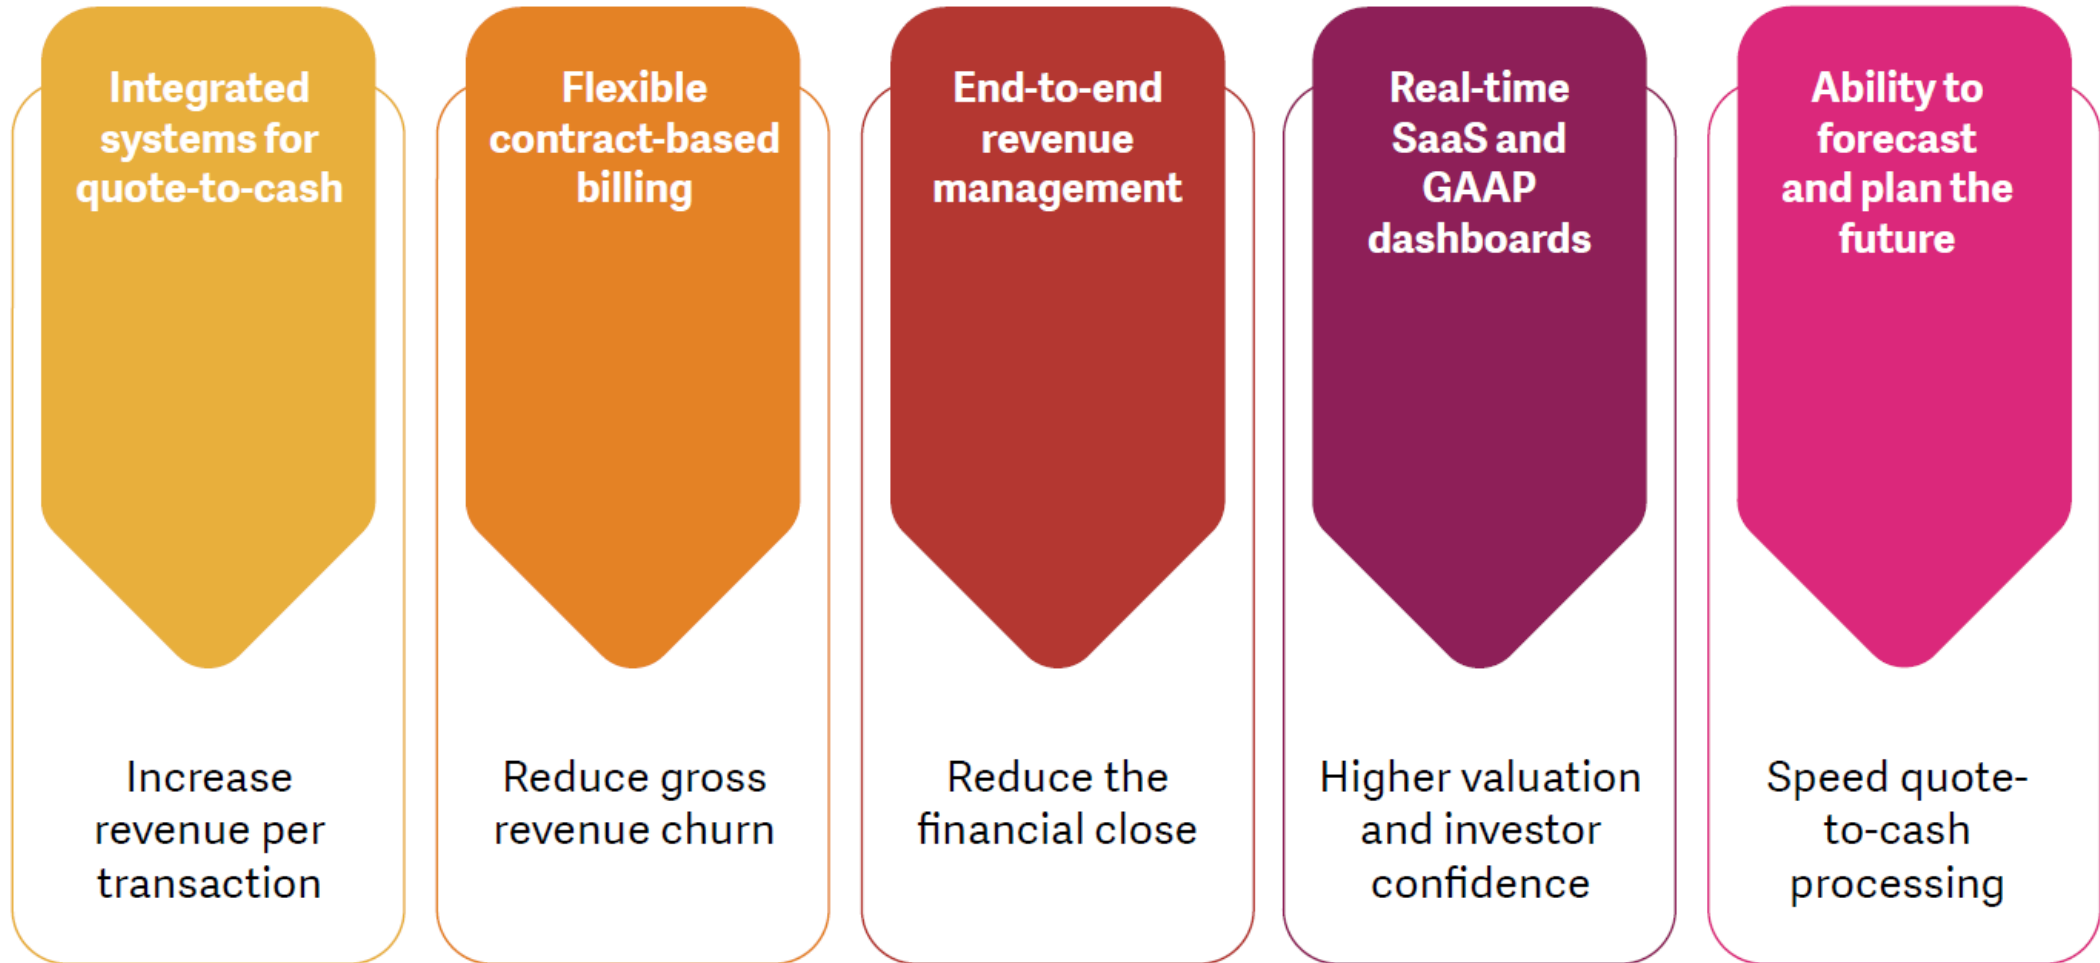 Integrated
systems for
quote-to-cash
Increase
revenue per
transaction
Flexible
contract-based
billing
Reduce gross
revenue churn
End-to-end
revenue
management
Reduce the
financial close
Real-time
SaaS and
GAAP
dashboards
Higher valuation
and investor
confidence
Ability to
forecast
and plan the
future
Speed quote-
to-cash
processing